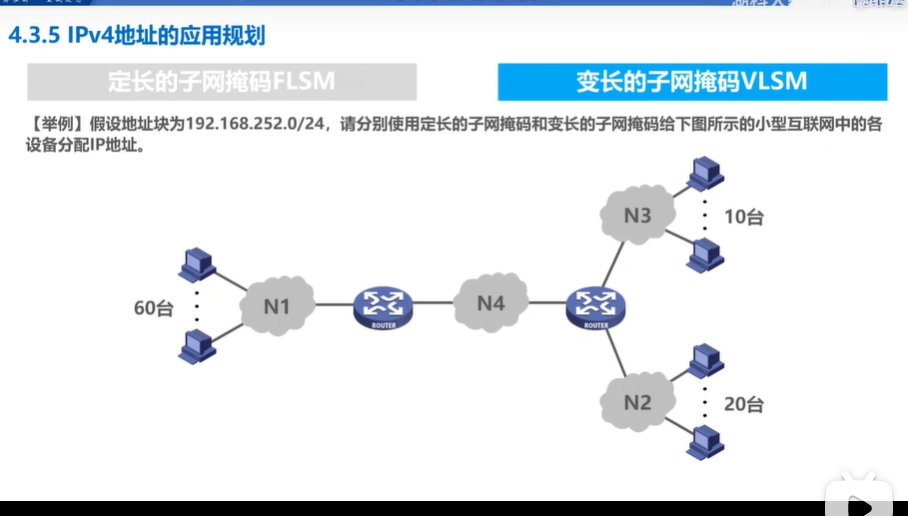 4.3.5 IPv4地址的应用规划
定长的子网掩码FLSM
变长的子网掩码VLSM
【举例】假设地址块为192.168.252.0/24，请分别使用定长的子网掩码和变长的子网掩码给下图所示的小型互联网中的各
设备分配IP地址。
N3
10台
60台
N1
ROUTER
N4
ROUTER
N2
20台